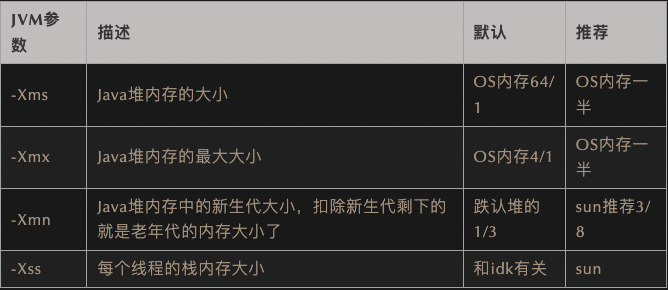 JVM参
数
描述
默认
推荐
-Xms
Java堆内存的大小
OS内存64/
1
OS内存一
半
-Xmx
Java堆内存的最大大小
OS内存4/1
OS内存一
半
-Xmn
Java堆内存中的新生代大小，扣除新生代剩下的
就是老年代的内存大小了
跌认堆的
1/3
sun推荐3/
8
-Xss
每个线程的栈内存大小
和idk有关
sun